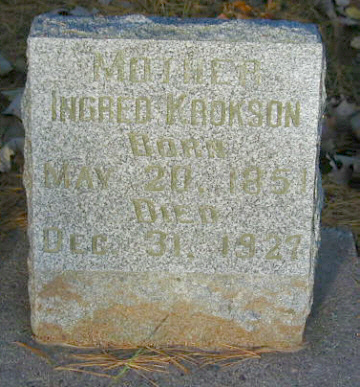 MOTHER
INGRED KROKSON
BORN
MAY 20, 1851
DIED
DEC. 31, 1927